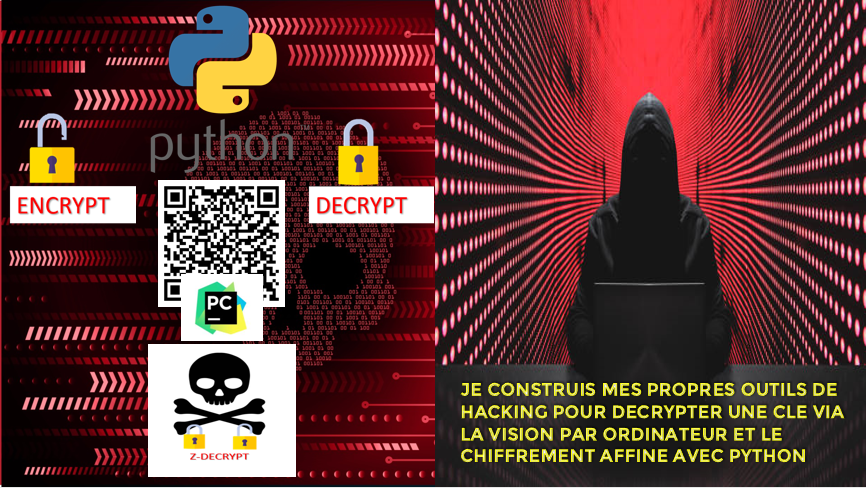 python
ENCRYPT
DECRYPT
PC
Z-DECRYPT
JE CONSTRUIS MES PROPRES OUTILS DE
HACKING POUR DECRYPTER UNE CLE VIA
LA VISION PAR ORDINATEUR ET LE
CHIFFREMENT AFFINE AVEC PYTHON